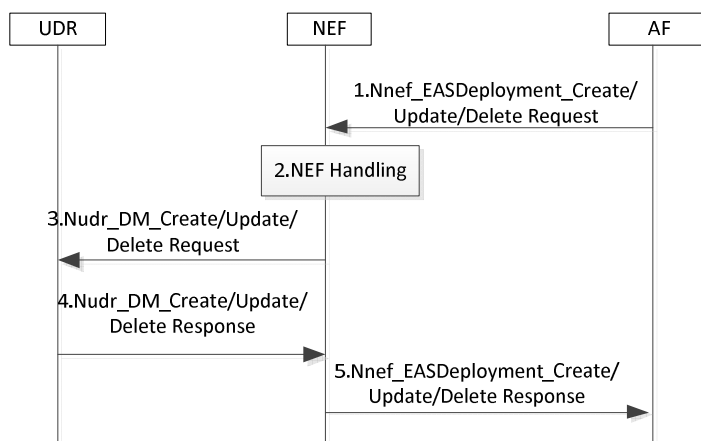 UDR
NEF
AF
1.Nnef_EASDeployment_Create/
Update/Delete Request
2.NEF Handling
3.Nudr_DM_Create/Update/
Delete Request
4.Nudr_DM_Create/Update/
Delete Response
5.Nnef_EASDeployment_Create/
Update/Delete Response